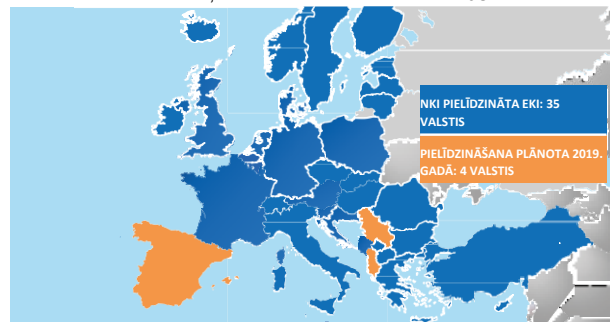 NKI PIELĪDZINĀTA EKI: 35
VALSTIS
PIELĪDZINĀŠANA PLĀNOTA 2019.
GADĀ: 4 VALSTIS